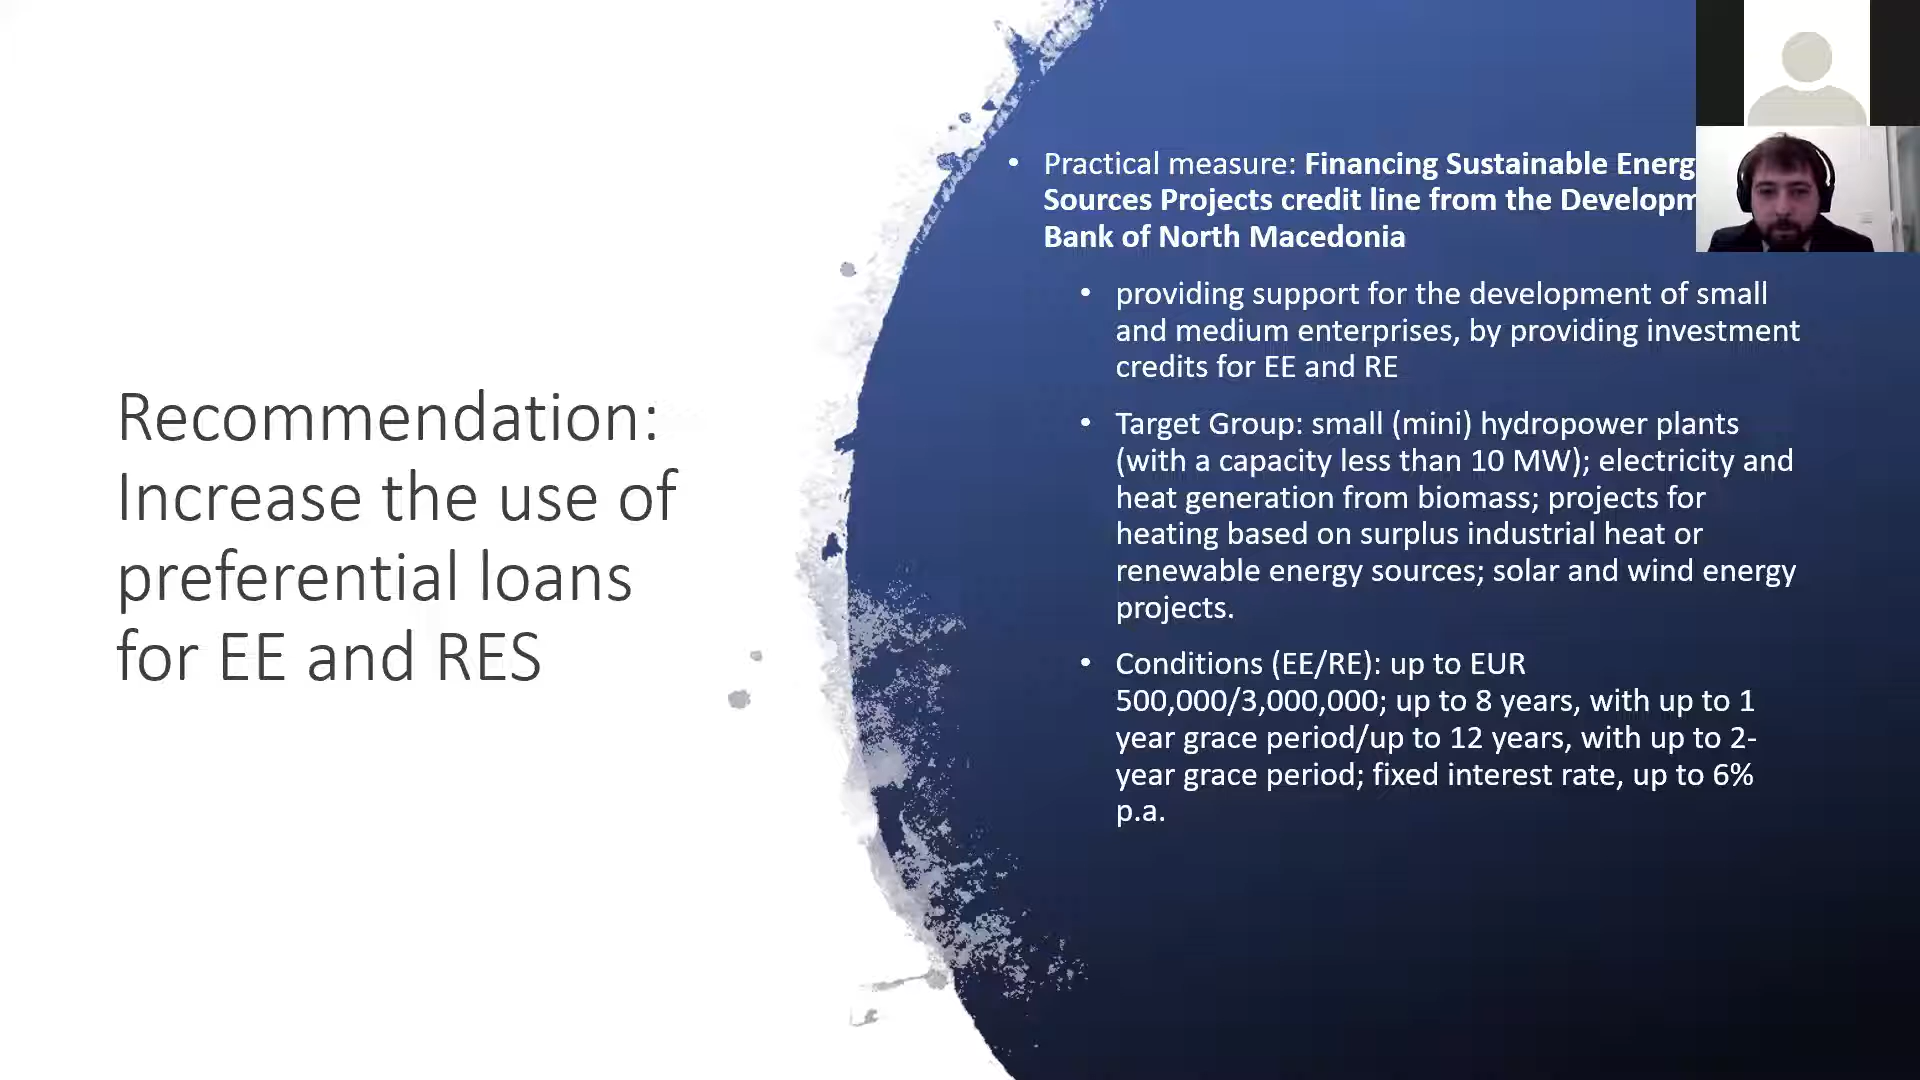 Recommendation:
Increase the use of
preferential loans
for EE and RES
• Practical measure: Financing Sustainable
Sources Projects credit line from the
Bank of North Macedonia
• providing support for the development of small
and medium enterprises, by providing investment
credits for EE and RE
• Target Group: small (mini) hydropower plants
(with a capacity less than 10 MW); electricity and
heat generation from biomass; projects for
heating based on surplus industrial heat or
renewable energy sources; solar and wind energy
projects.
• Conditions (EE/RE): up to EUR
500,000/3,000,000; up to 8 years, with up to 1
year grace period/up to 12 years, with up to 2-
year grace period; fixed interest rate, up to 6%
p.a.